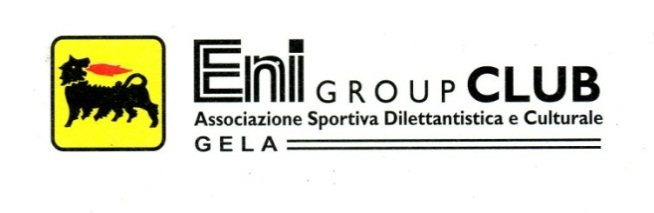 Eni GROUP CLUB
Associazione Sportiva Dilettantistica e Culturale
GELA